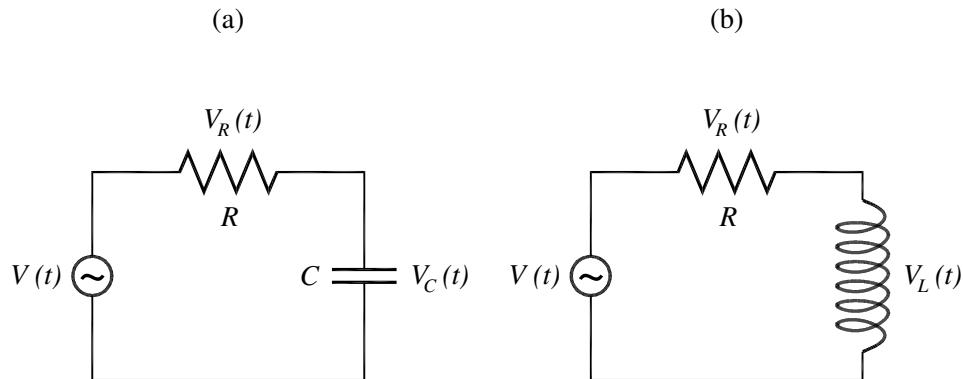 (a) (b)
V_R(t) V_R(t)
R R
V(t) C V_C(t) V(t) V_L(t)